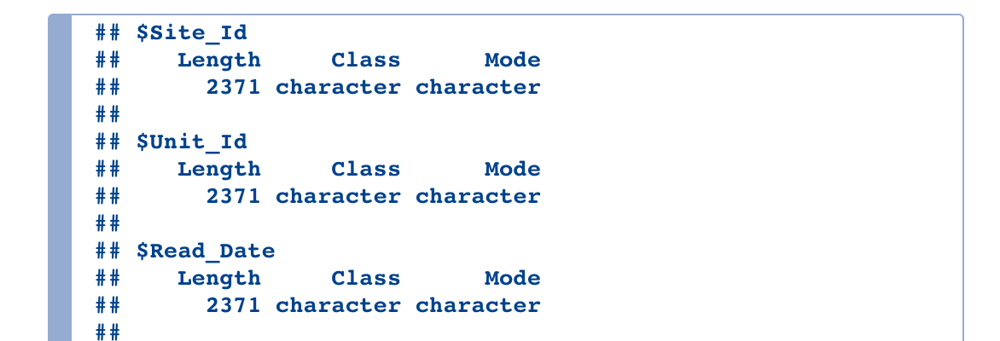 ## $Site_Id
##    Length     Class      Mode
##      2371 character character
##
## $Unit_Id
##    Length     Class      Mode
##      2371 character character
##
## $Read_Date
##    Length     Class      Mode
##      2371 character character
##